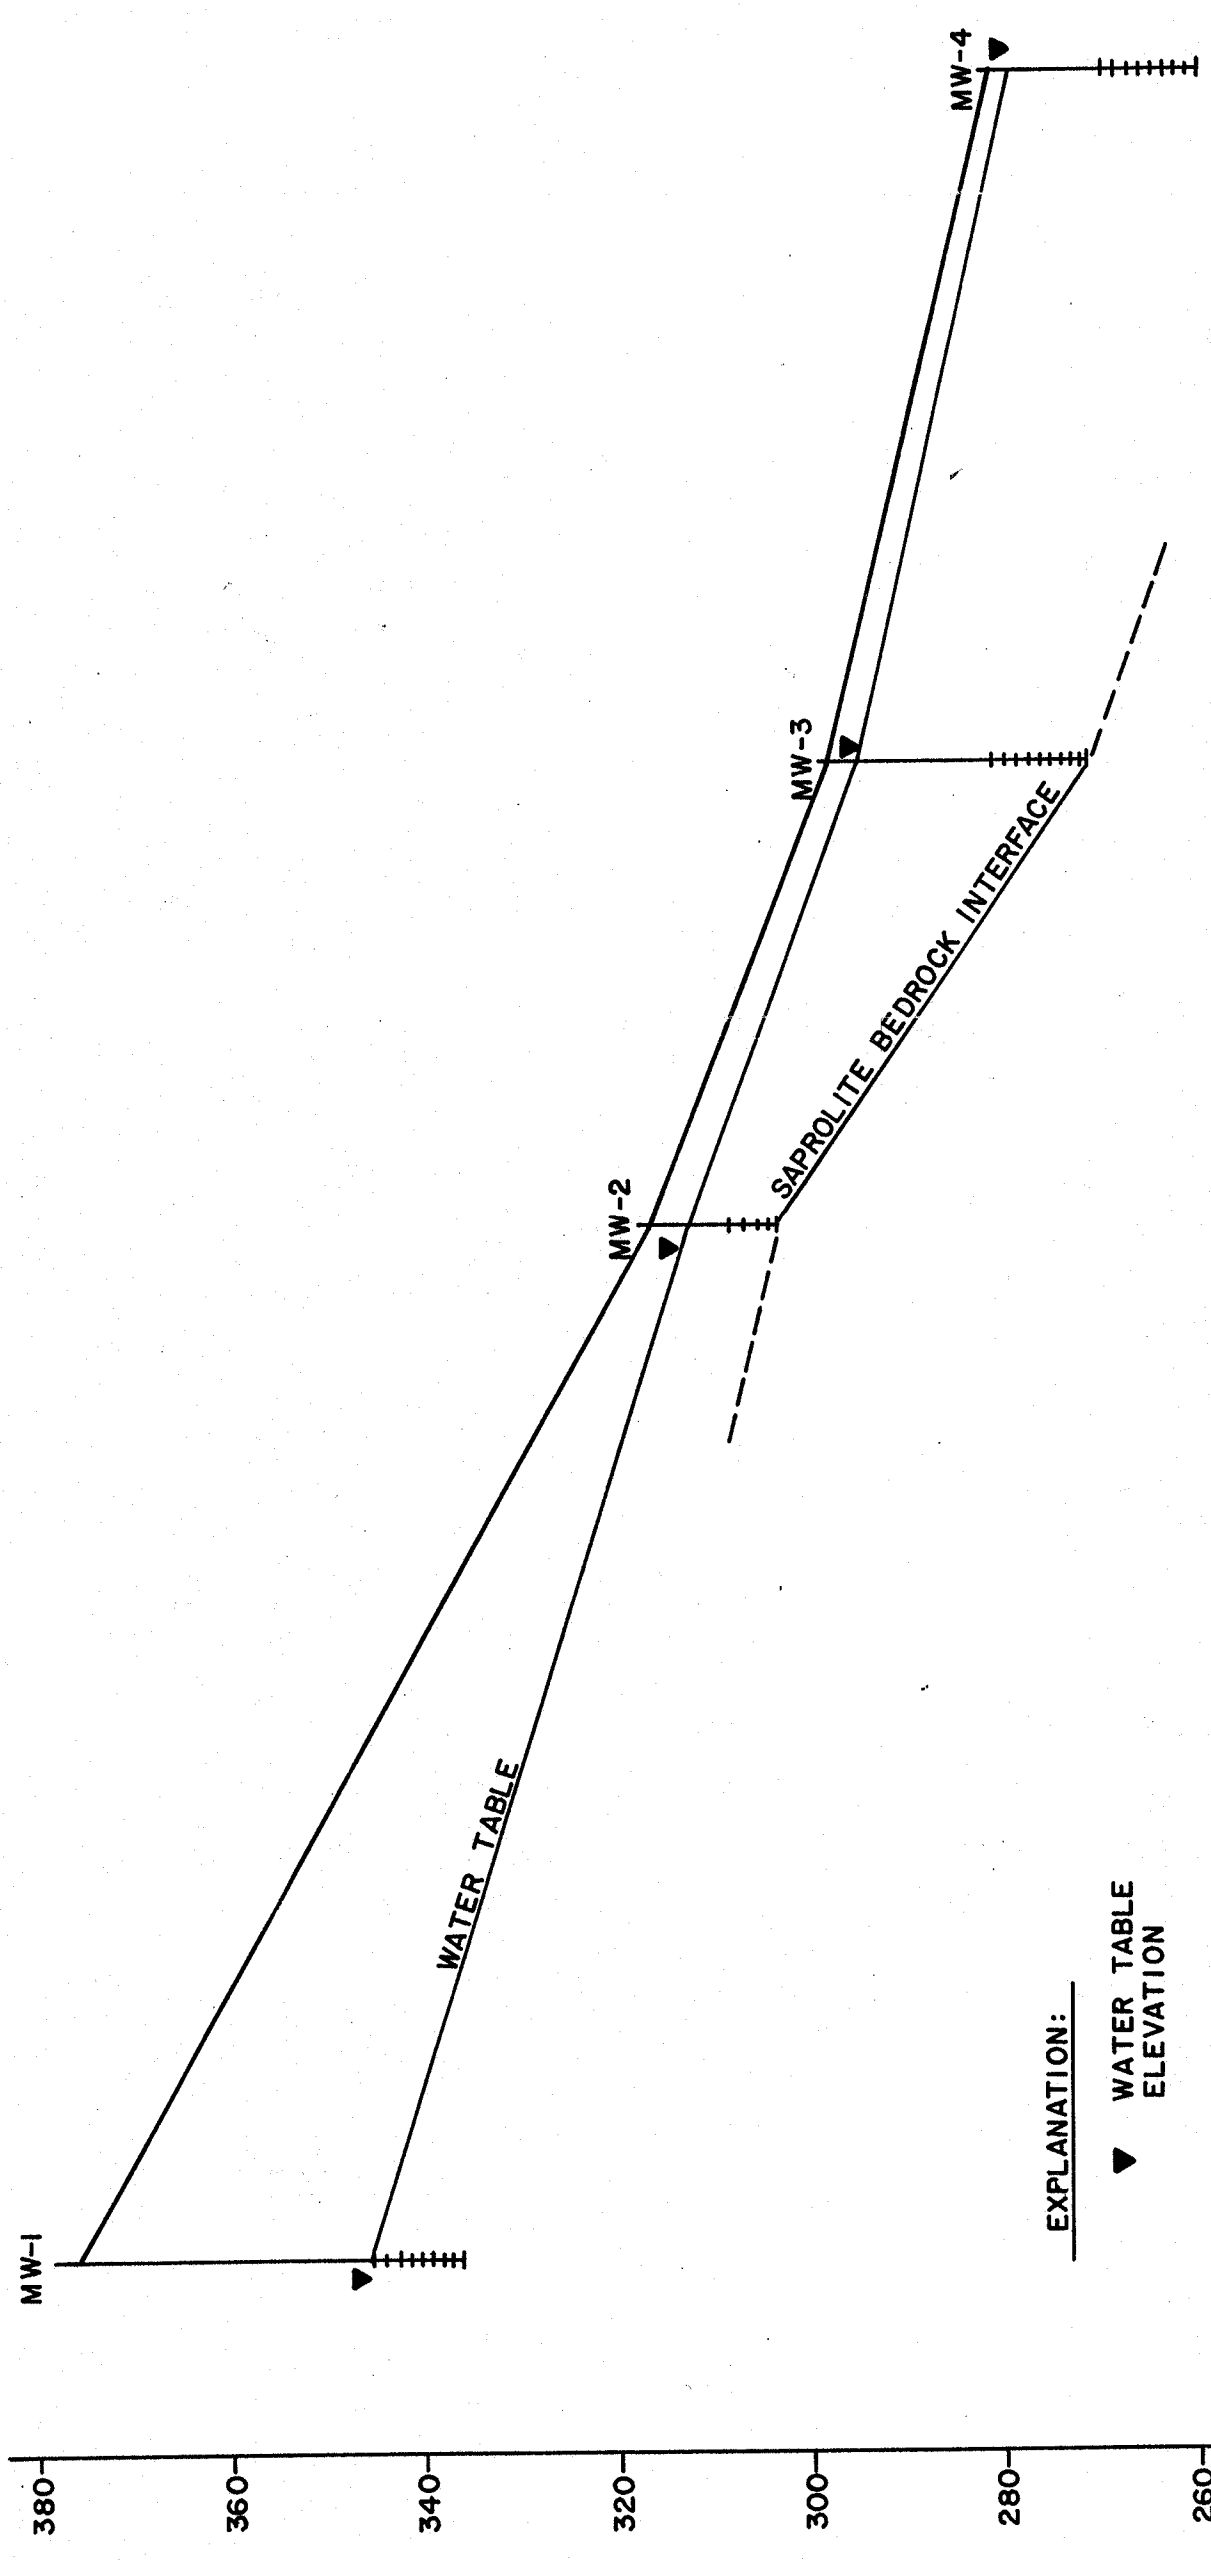 MW-1
MW-2
MW-3
MW-4
WATER TABLE
SAPROLITE BEDROCK INTERFACE
380
360
340
320
300
280
260
EXPLANATION:
WATER TABLE
ELEVATION